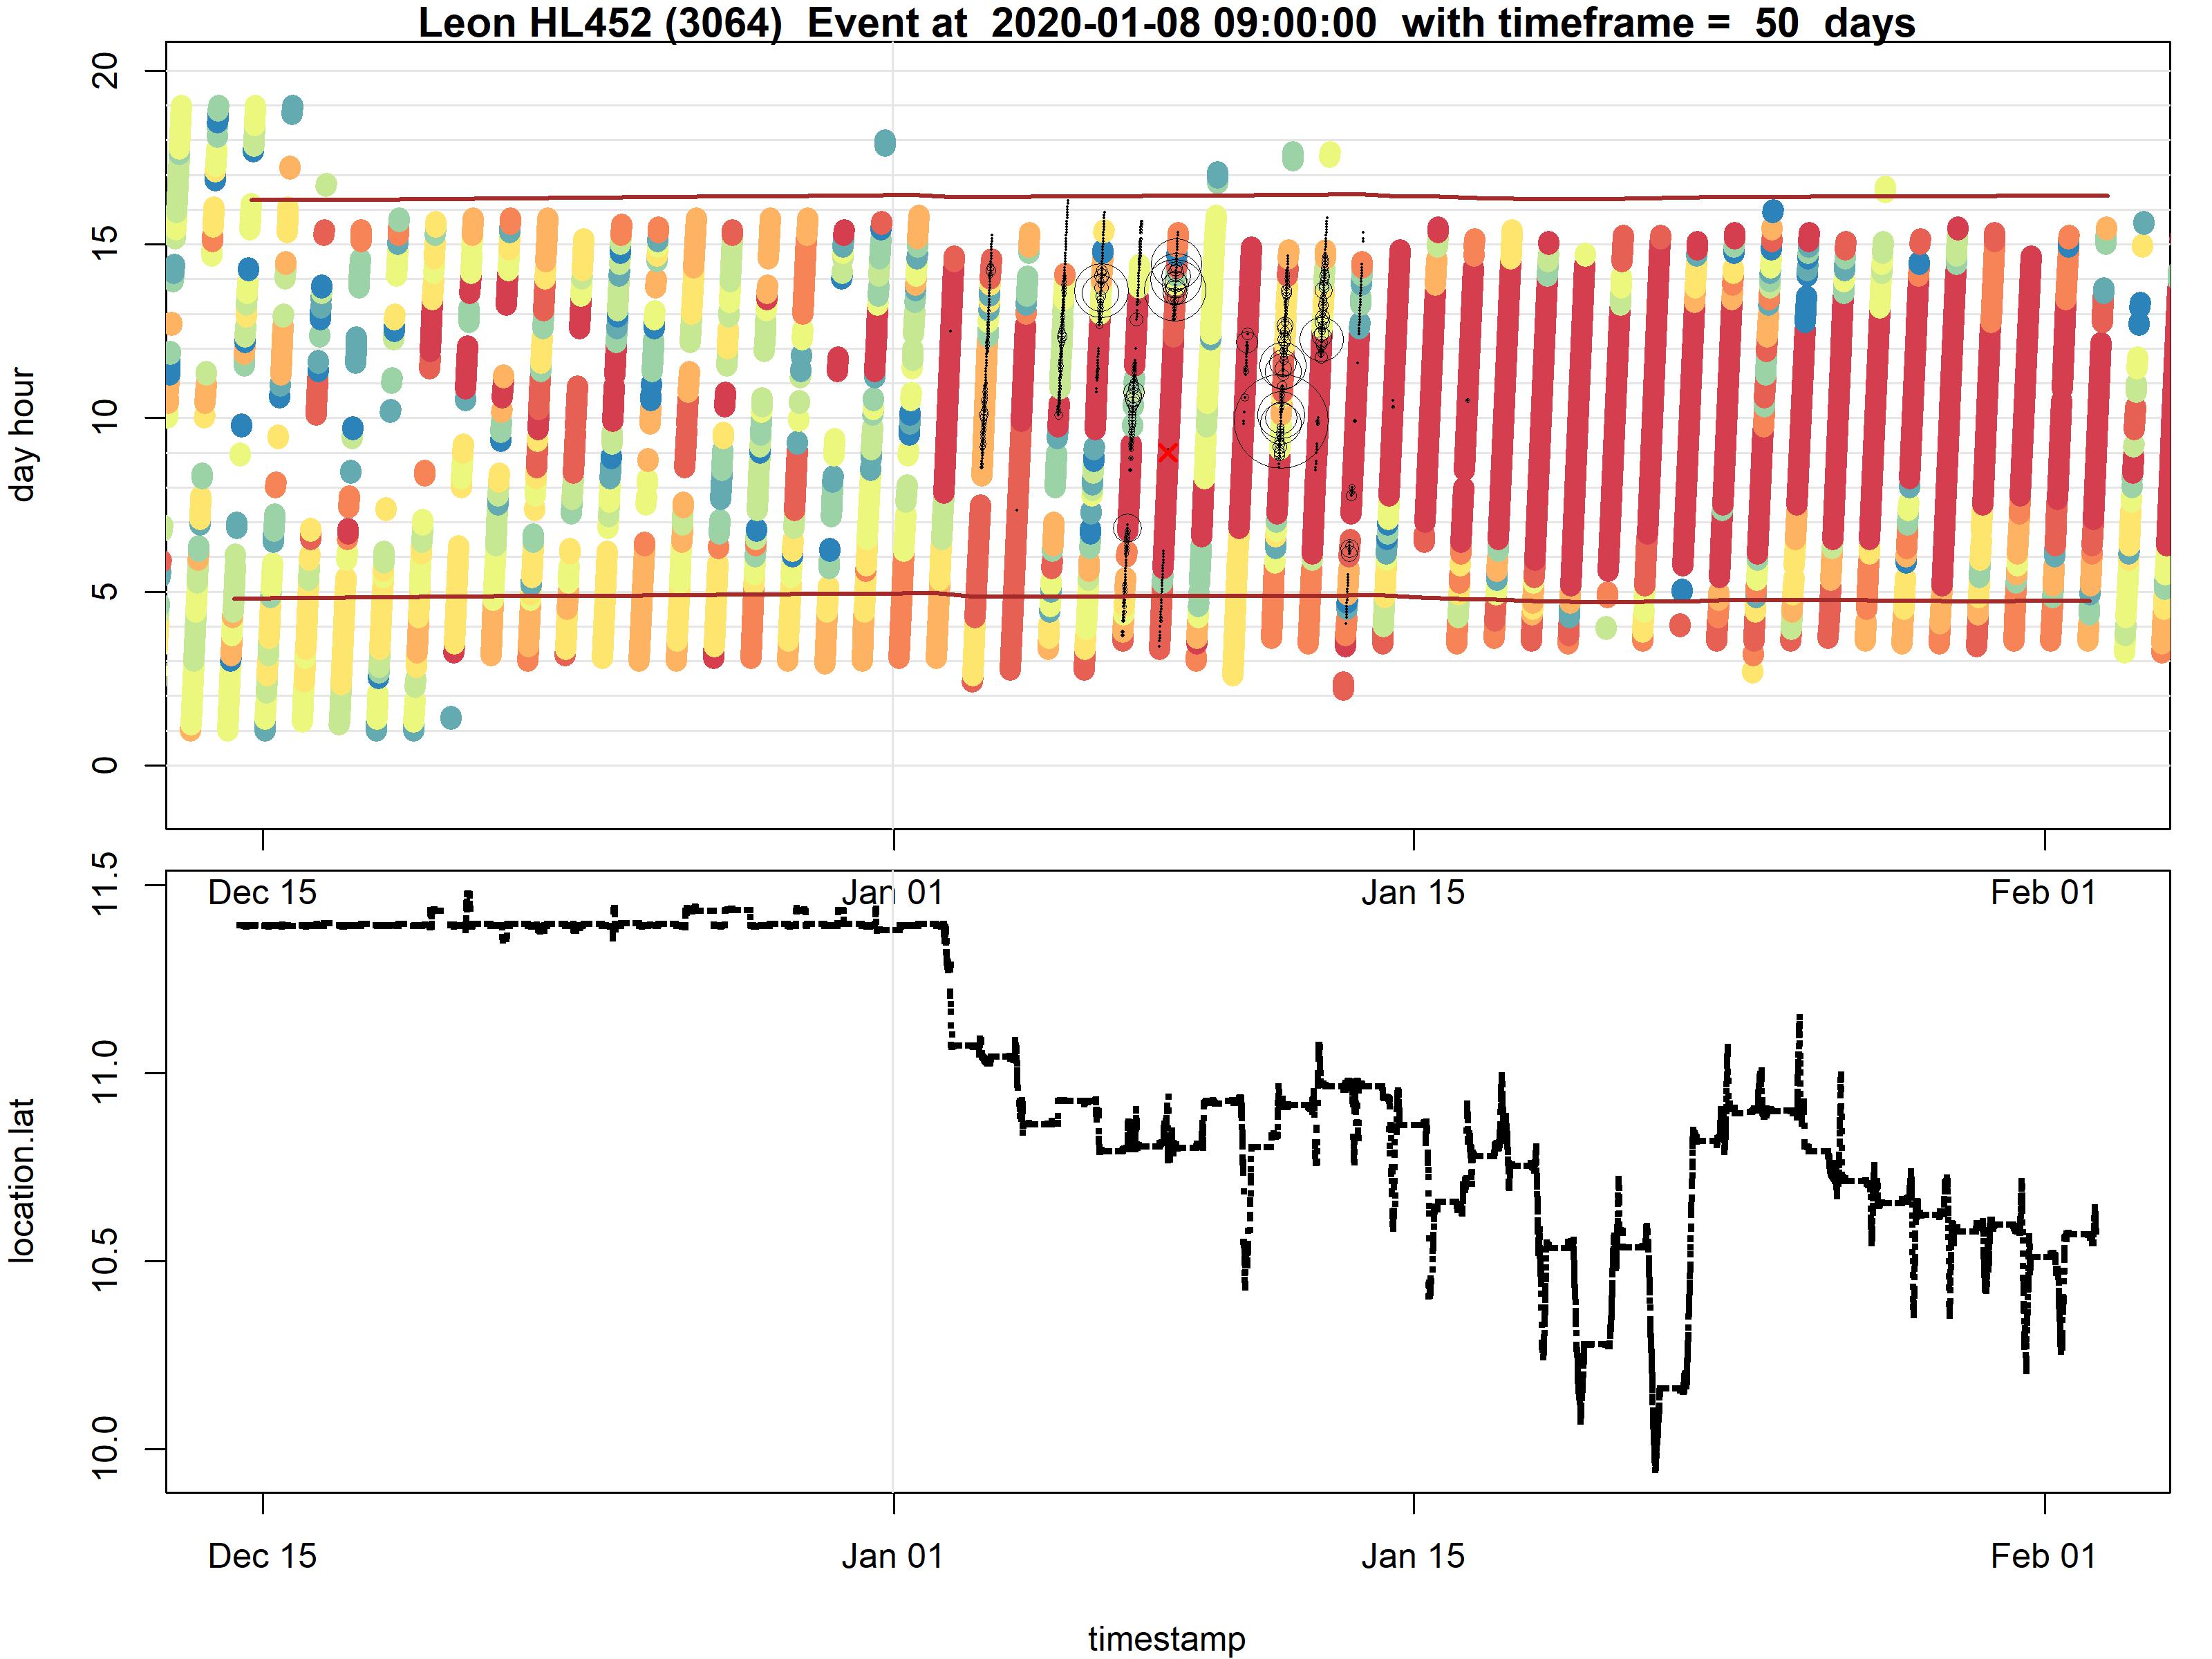 Leon HL452 (3064)  Event at  2020-01-08 09:00:00  with timeframe =  50  days
20
15
10
5
0
day hour
Dec 15 Jan 01 Jan 15 Feb 01
11.5
11.0
10.5
10.0
location.lat
Dec 15 Jan 01 Jan 15 Feb 01
timestamp